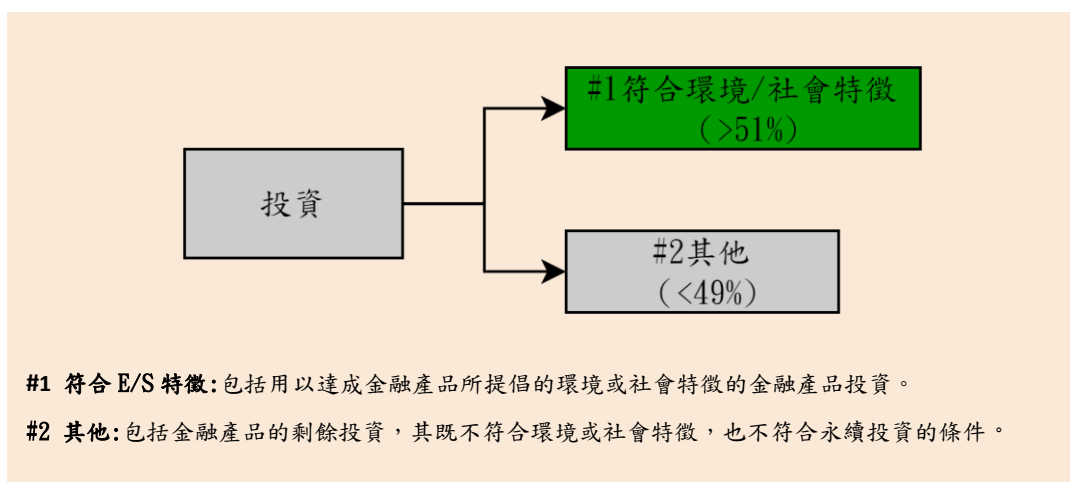 #1符合環境/社會特徵
(>51%)
投資
#2其他
(<49%)
#1 符合 E/S 特徵:包括用以達成金融產品所提倡的環境或社會特徵的金融產品投資。
#2 其他:包括金融產品的剩餘投資，其既不符合環境或社會特徵，也不符合永續投資的條件。